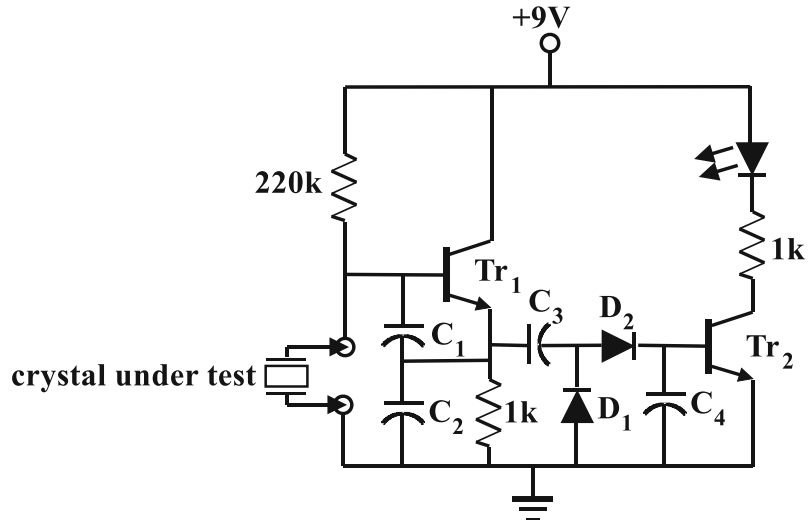 +9V
220k
1k
Tr1
C3
D2
Tr2
C1
crystal under test
C2
1k
D1
C4